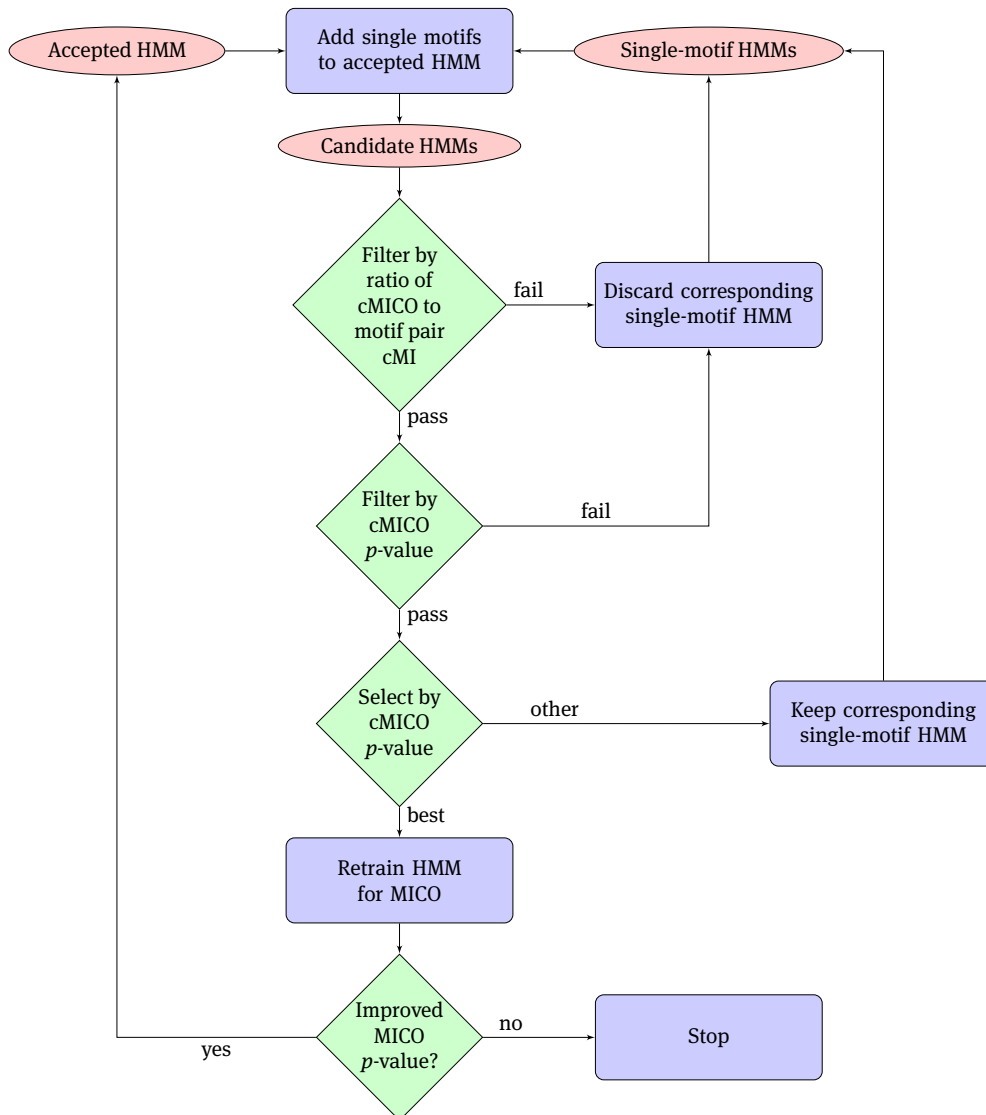 Accepted HMM
Add single motifs
to accepted HMM
Single-motif HMMs
Candidate HMMs
Filter by
ratio of
cMICO to
motif pair
cMI
fail
Discard corresponding
single-motif HMM
pass
Filter by
cMICO
p-value
fail
pass
Select by
cMICO
p-value
other
Keep corresponding
single-motif HMM
best
Retrain HMM
for MICO
Improved
MICO
p-value?
no
Stop
yes